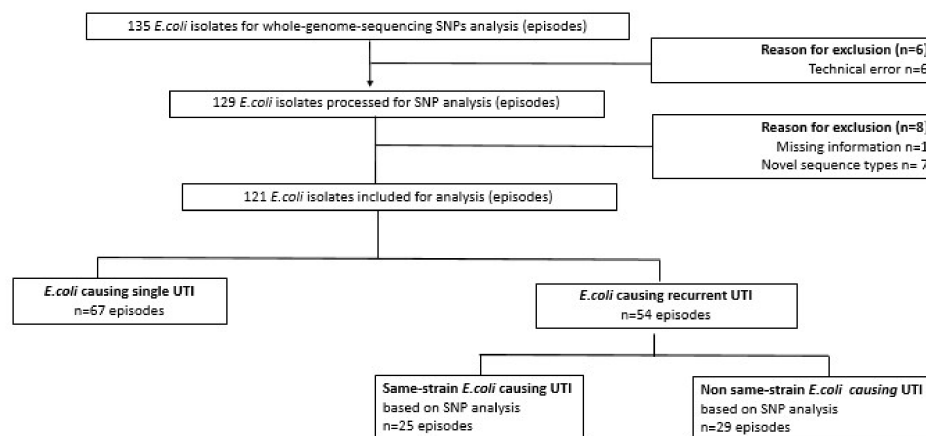 135 E.coli isolates for whole-genome-sequencing SNPs analysis (episodes)
Reason for exclusion (n=6)
Technical error n=6
129 E.coli isolates processed for SNP analysis (episodes)
Reason for exclusion (n=8)
Missing information n=1
Novel sequence types n= 7
121 E.coli isolates included for analysis (episodes)
E.coli causing single UTI
n=67 episodes
E.coli causing recurrent UTI
n=54 episodes
Same-strain E.coli causing UTI
based on SNP analysis
n=25 episodes
Non same-strain E.coli causing UTI
based on SNP analysis
n=29 episodes